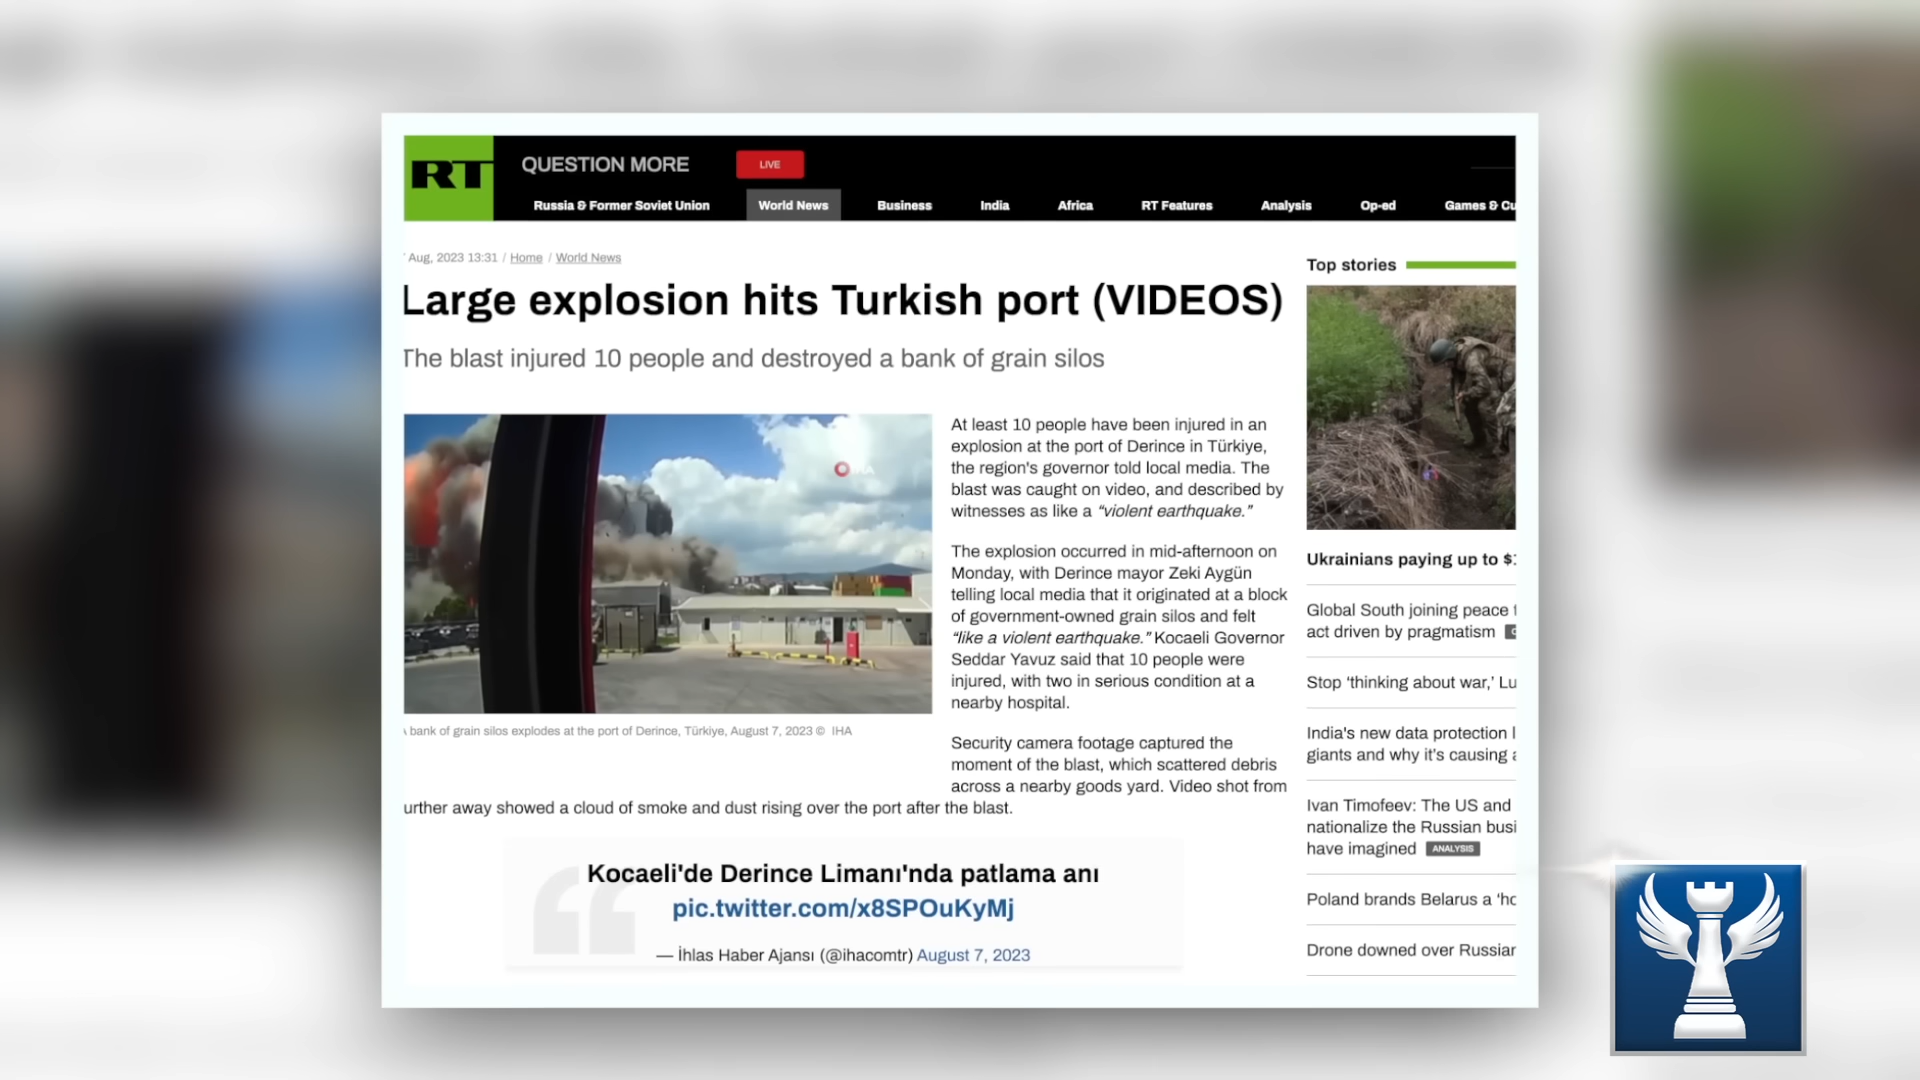 RT
QUESTION MORE
LIVE
Russia & Former Soviet Union
World News
Business
India
Africa
RT Features
Analysis
Op-ed
Games & Cu
Aug, 2023 13:31 / Home / World News
Large explosion hits Turkish port (VIDEOS)
The blast injured 10 people and destroyed a bank of grain silos
IHA
bank of grain silos explodes at the port of Derince, Türkiye, August 7, 2023 © IHA
At least 10 people have been injured in an
explosion at the port of Derince in Türkiye,
the region's governor told local media. The
blast was caught on video, and described by
witnesses as like a “violent earthquake.”
The explosion occurred in mid-afternoon on
Monday, with Derince mayor Zeki Aygün
telling local media that it originated at a block
of government-owned grain silos and felt
“like a violent earthquake.” Kocaeli Governor
Seddar Yavuz said that 10 people were
injured, with two in serious condition at a
nearby hospital.
Security camera footage captured the
moment of the blast, which scattered debris
across a nearby goods yard. Video shot from
urther away showed a cloud of smoke and dust rising over the port after the blast.
Kocaeli'de Derince Limanı'nda patlama anı
pic.twitter.com/x8SPOuKyMj
— İhlas Haber Ajansı (@ihacomtr) August 7, 2023
Top stories
Ukrainians paying up to $
Global South joining peace
act driven by pragmatism
Stop ‘thinking about war,’ Lu
India's new data protection
giants and why it's causing
Ivan Timofeev: The US and
nationalize the Russian busi
have imagined ANALYSIS
Poland brands Belarus a ‘ho
Drone downed over Russian